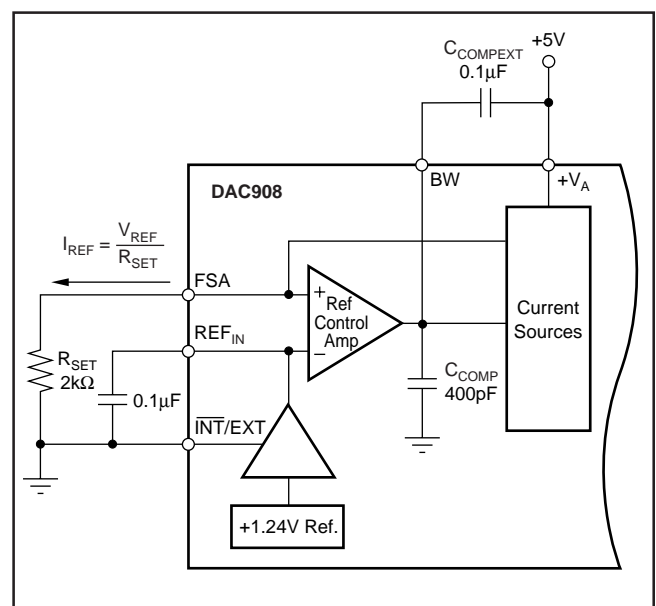 +5V
C_COMPEXT
0.1µF
DAC908
BW
+V_A
I_REF = V_REF / R_SET
FSA
+
Ref
Control
Amp
–
REF_IN
Current
Sources
R_SET
2kΩ
0.1µF
C_COMP
400pF
I̅N̅T̅/EXT
+1.24V Ref.